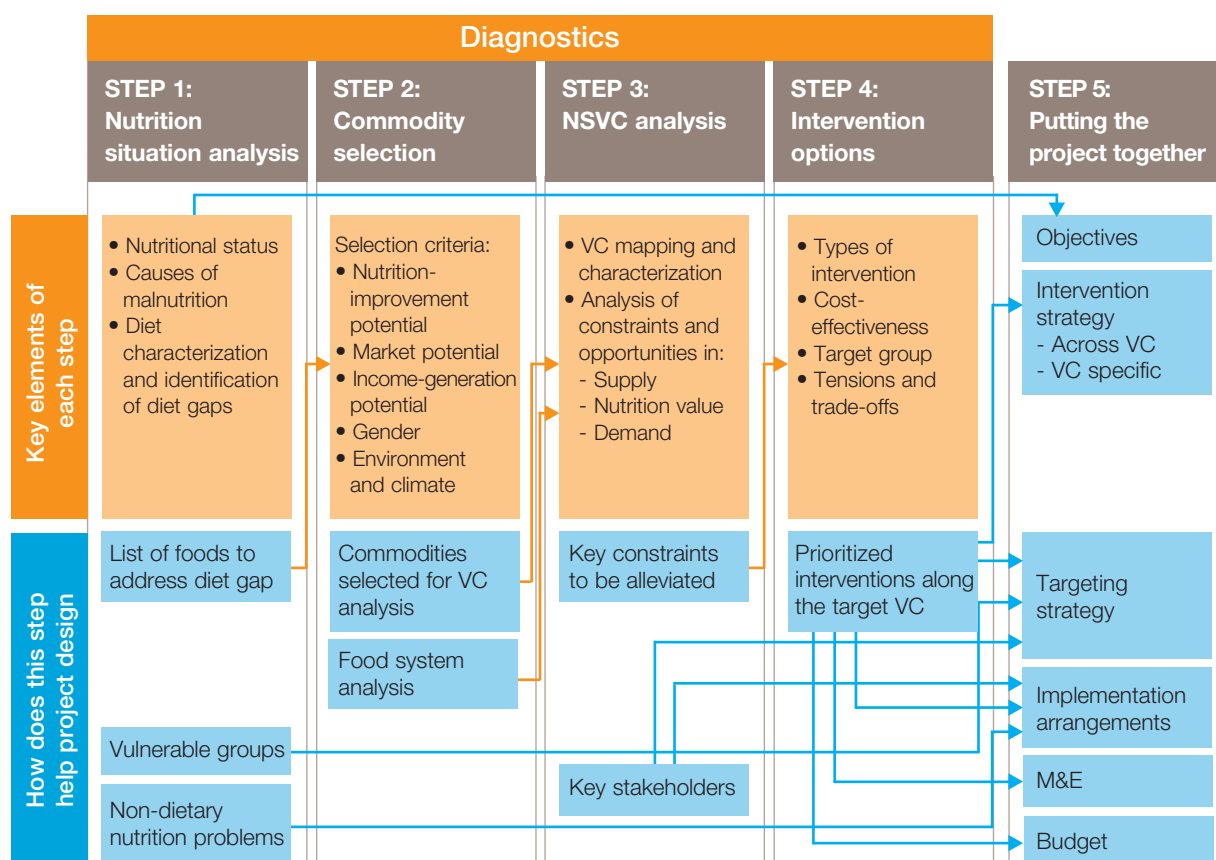 Diagnostics
STEP 1:
Nutrition
situation analysis
STEP 2:
Commodity
selection
STEP 3:
NSVC analysis
STEP 4:
Intervention
options
STEP 5:
Putting the
project together
Key elements of
each step
• Nutritional status
• Causes of
malnutrition
• Diet
characterization
and identification
of diet gaps
Selection criteria:
• Nutrition-
improvement
potential
• Market potential
• Income-generation
potential
• Gender
• Environment
and climate
• VC mapping and
characterization
• Analysis of
constraints and
opportunities in:
- Supply
- Nutrition value
- Demand
• Types of
intervention
• Cost-
effectiveness
• Target group
• Tensions and
trade-offs
Objectives
Intervention
strategy
- Across VC
- VC specific
How does this step
help project design
List of foods to
address diet gap
Commodities
selected for VC
analysis
Food system
analysis
Key constraints
to be alleviated
Prioritized
interventions along
the target VC
Targeting
strategy
Implementation
arrangements
Vulnerable groups
Key stakeholders
M&E
Non-dietary
nutrition problems
Budget